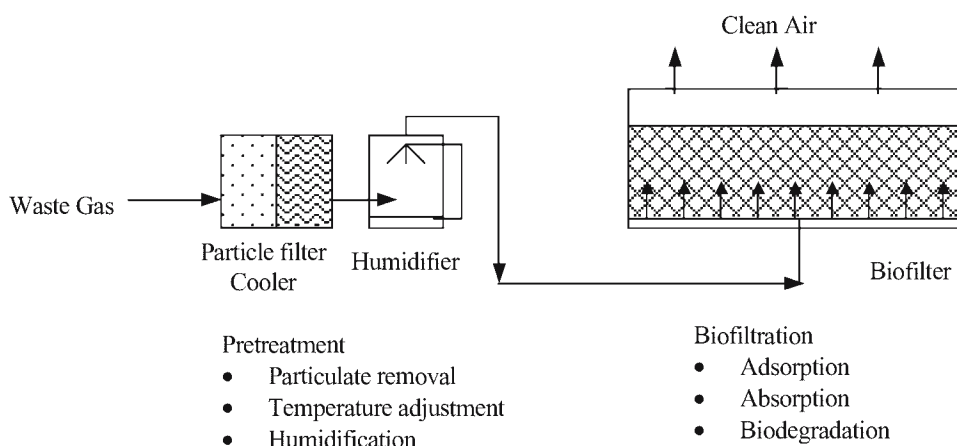 Clean Air
Waste Gas
Particle filter
Cooler
Humidifier
Biofilter
Pretreatment
• Particulate removal
• Temperature adjustment
• Humidification
Biofiltration
• Adsorption
• Absorption
• Biodegradation